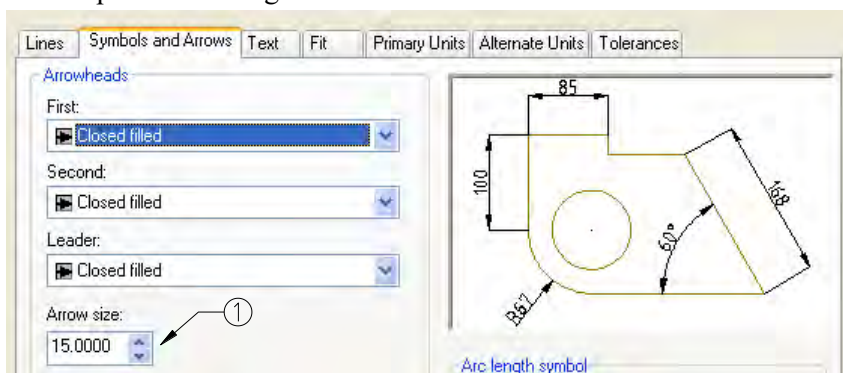 Lines Symbols and Arrows Text Fit Primary Units Alternate Units Tolerances
Arrowheads
First:
Closed filled
Second:
Closed filled
Leader:
Closed filled
Arrow size:
15.0000
1
85
100
168
60°
R67
Arc length symbol